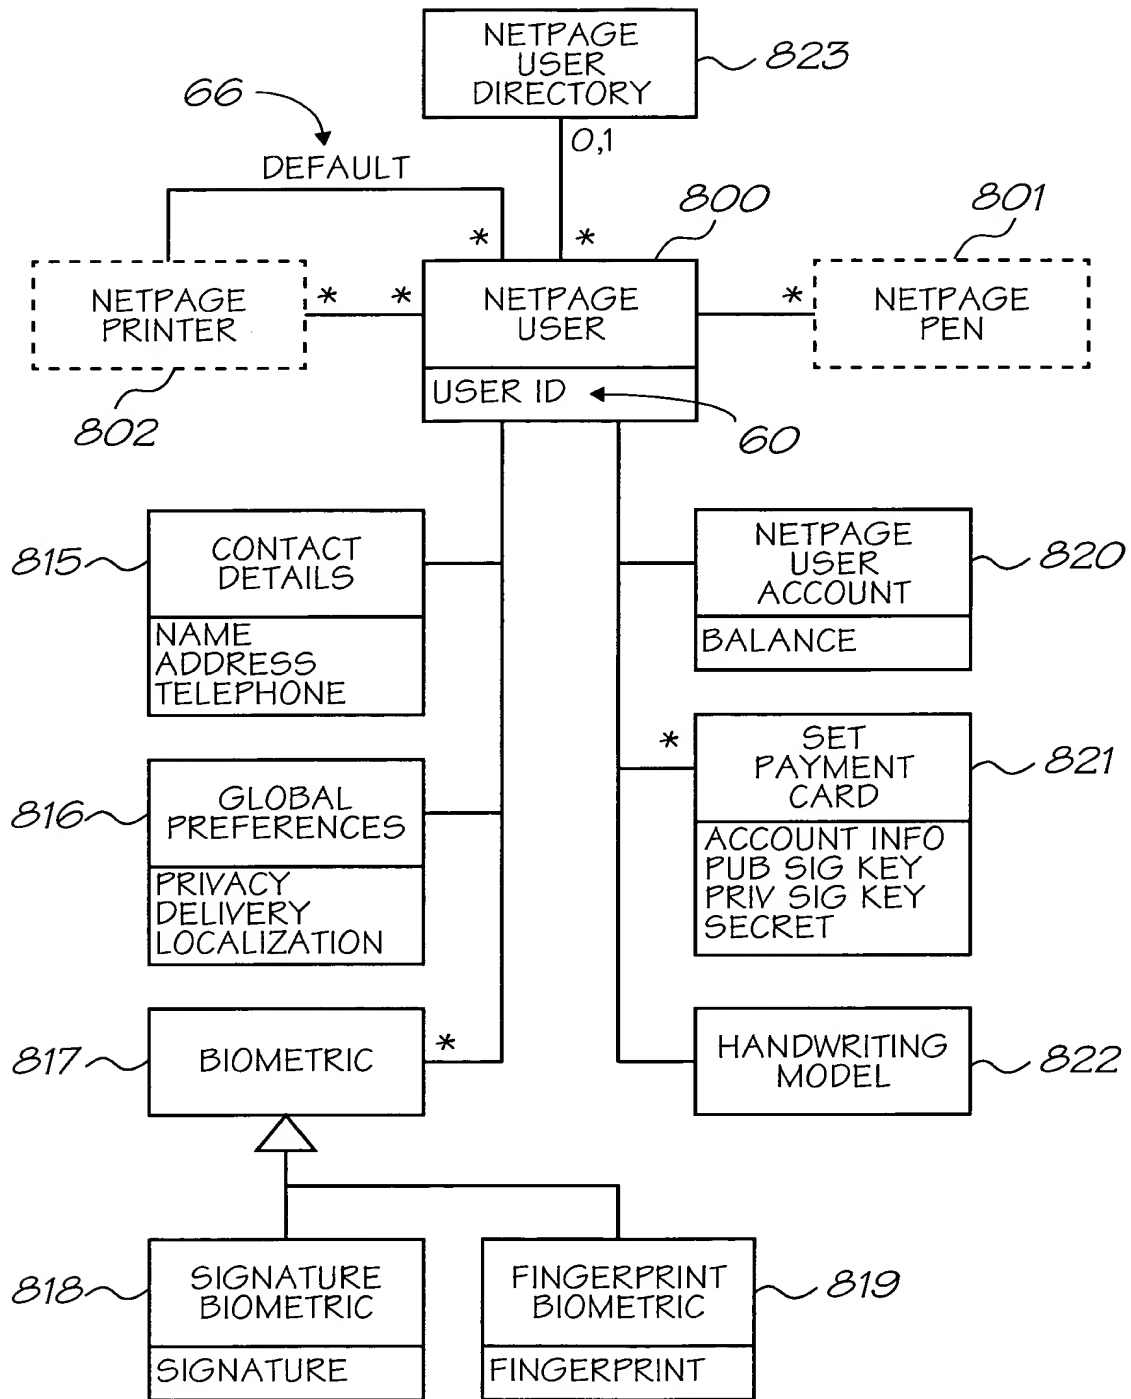 NETPAGE
USER
DIRECTORY
823
66
0,1
DEFAULT
800
801
*
*
NETPAGE
PRINTER
*
*
NETPAGE
USER
*
NETPAGE
PEN
USER ID
802
60
815
CONTACT
DETAILS
NETPAGE
USER
ACCOUNT
820
NAME
ADDRESS
TELEPHONE
BALANCE
816
GLOBAL
PREFERENCES
*
SET
PAYMENT
CARD
821
PRIVACY
DELIVERY
LOCALIZATION
ACCOUNT INFO
PUB SIG KEY
PRIV SIG KEY
SECRET
817
BIOMETRIC
*
HANDWRITING
MODEL
822
818
SIGNATURE
BIOMETRIC
FINGERPRINT
BIOMETRIC
819
SIGNATURE
FINGERPRINT